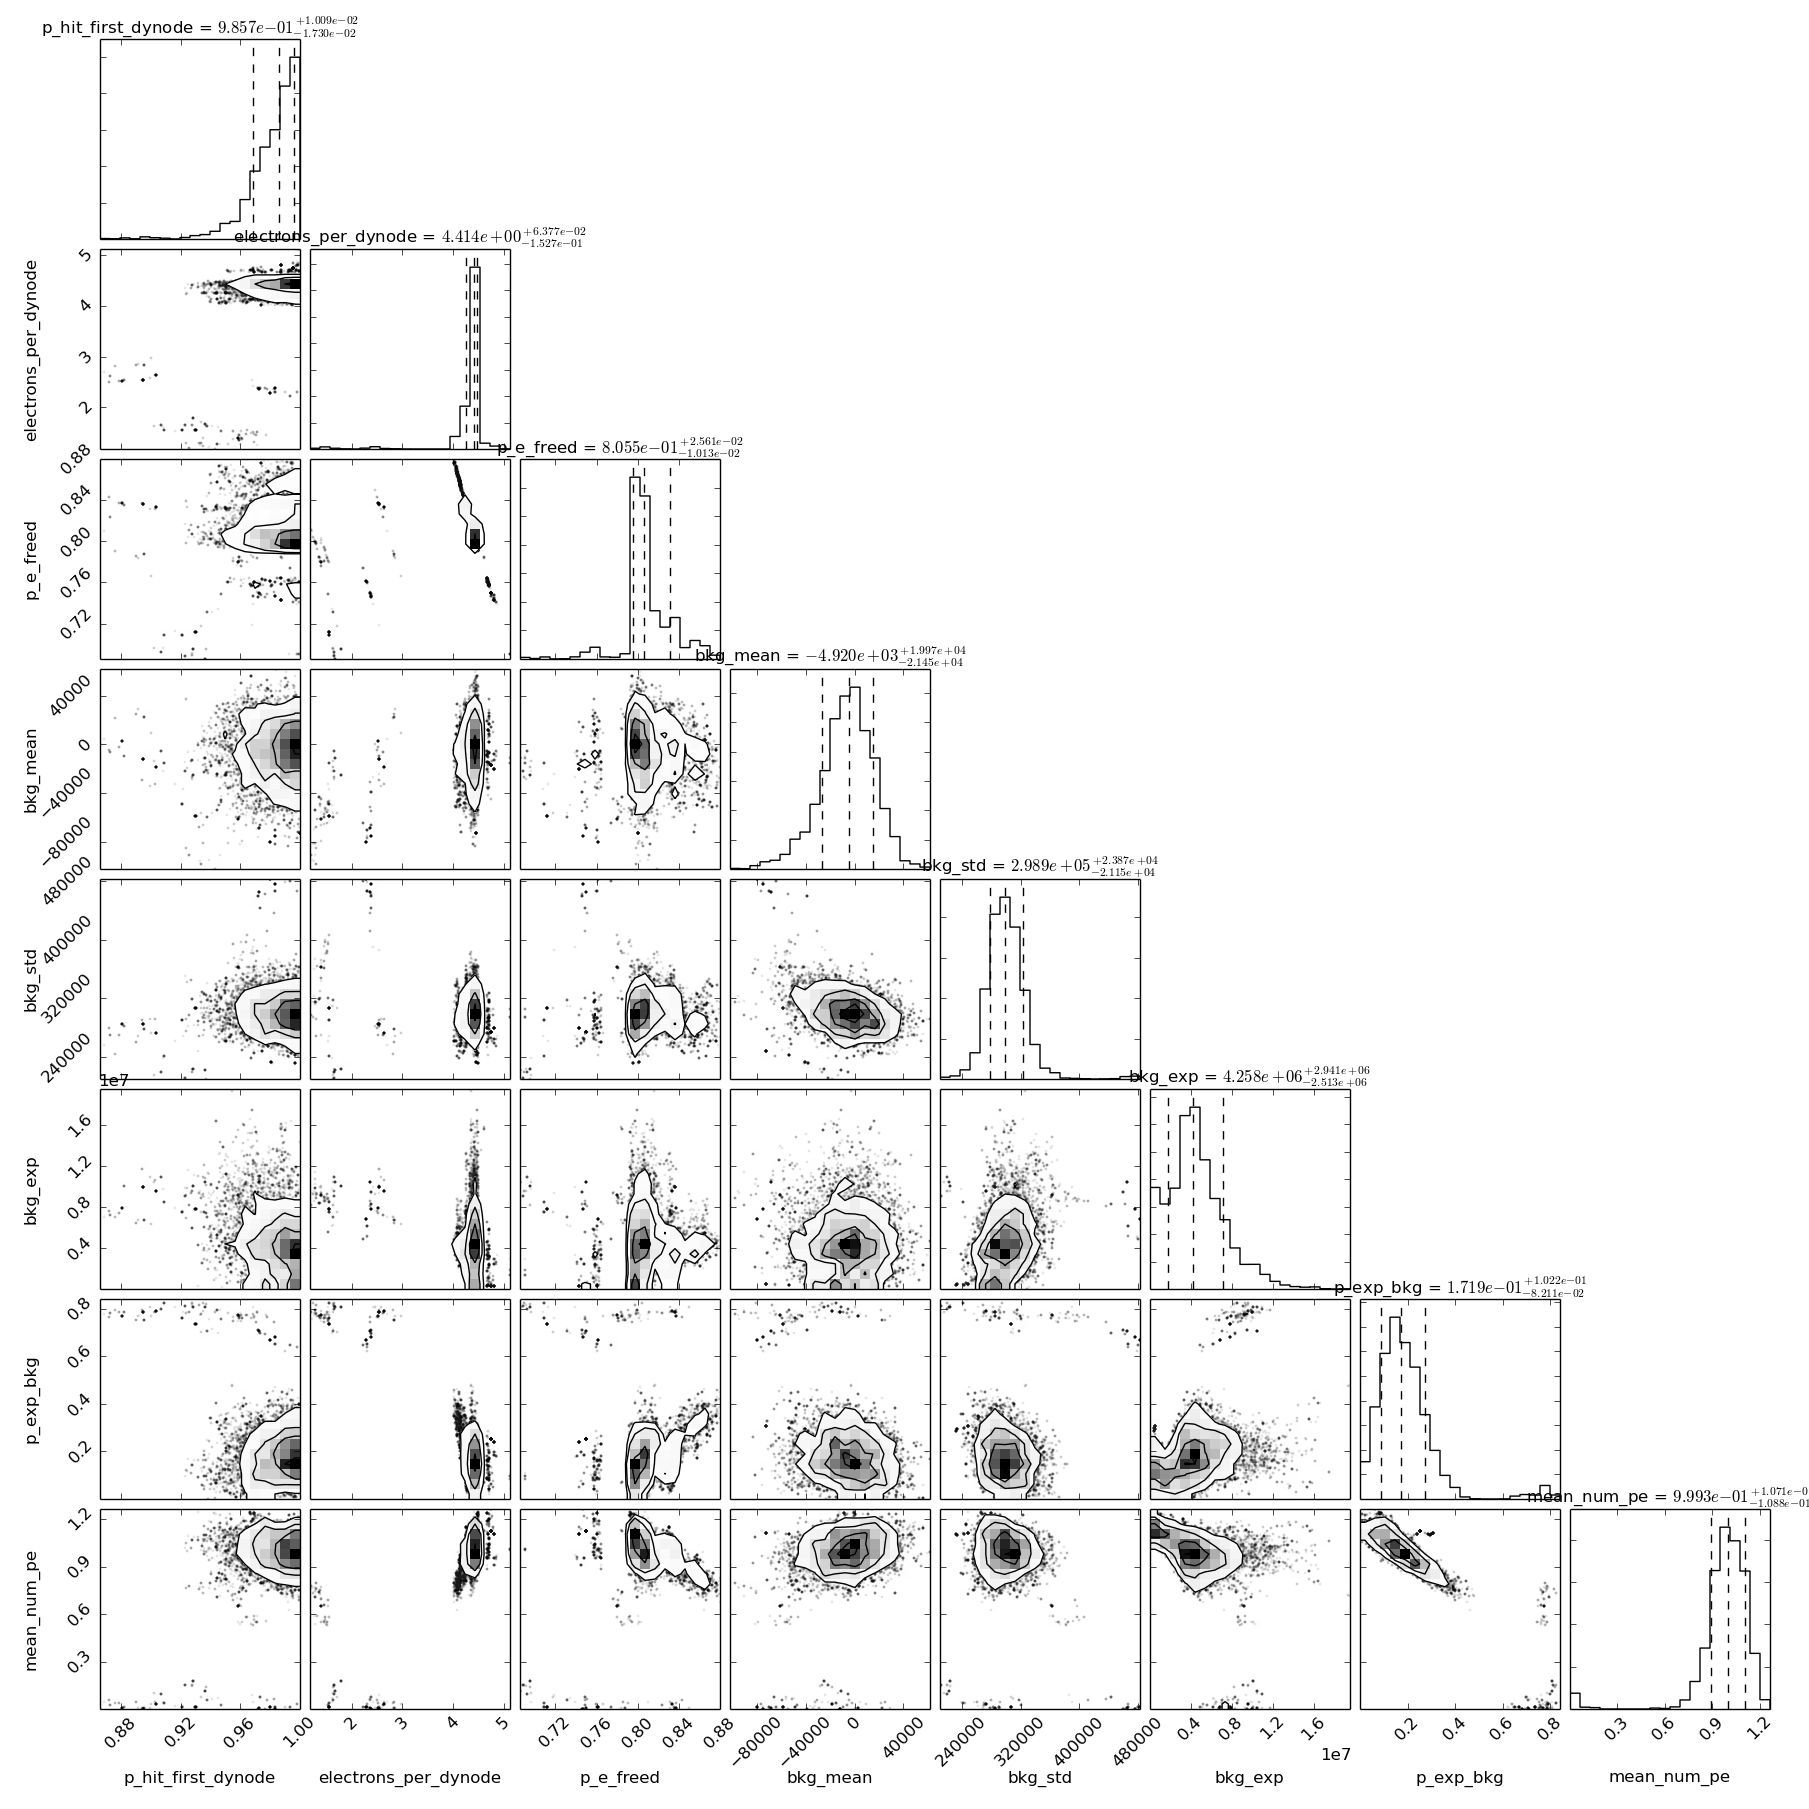 p_hit_first_dynode = 9.857e−01 +1.009e−02 −1.730e−02
electrons_per_dynode = 4.414e+00 +6.377e−02 −1.527e−01
electrons_per_dynode
5
4
3
2
p_e_freed = 8.055e−01 +2.561e−02 −1.013e−02
p_e_freed
0.88
0.84
0.80
0.76
0.72
bkg_mean = −4.920e+03 +1.997e+04 −2.145e+04
bkg_mean
40000
0
−40000
−80000
bkg_std = 2.989e+05 +2.387e+04 −2.115e+04
bkg_std
480000
400000
320000
240000
bkg_exp = 4.258e+06 +2.941e+06 −2.513e+06
1e7
bkg_exp
1.6
1.2
0.8
0.4
p_exp_bkg = 1.719e−01 +1.022e−01 −8.211e−02
p_exp_bkg
0.8
0.6
0.4
0.2
mean_num_pe = 9.993e−01 +1.071e−0 −1.088e−01
mean_num_pe
1.2
0.9
0.6
0.3
0.88 0.92 0.96 1.00 2 3 4 5 0.72 0.76 0.80 0.84 0.88 −80000 −40000 0 40000 240000 320000 400000 480000 0.4 0.8 1.2 1.6 0.2 0.4 0.6 0.8 0.3 0.6 0.9 1.2
1e7
p_hit_first_dynode electrons_per_dynode p_e_freed bkg_mean bkg_std bkg_exp p_exp_bkg mean_num_pe